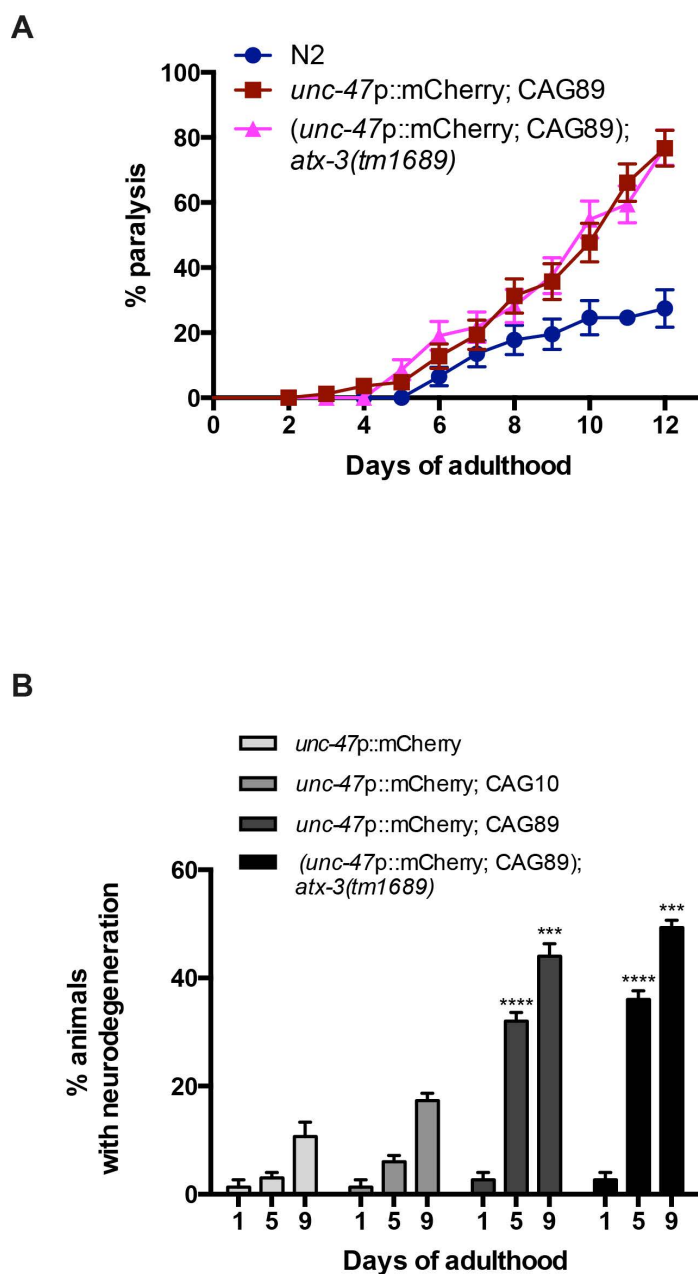 A
N2
unc-47p::mCherry; CAG89
(unc-47p::mCherry; CAG89);
atx-3(tm1689)
100
80
60
40
20
0
% paralysis
0 2 4 6 8 10 12
Days of adulthood
B
unc-47p::mCherry
unc-47p::mCherry; CAG10
unc-47p::mCherry; CAG89
(unc-47p::mCherry; CAG89);
atx-3(tm1689)
60
40
20
0
% animals
with neurodegeneration
**** *** **** ***
1 5 9 1 5 9 1 5 9 1 5 9
Days of adulthood